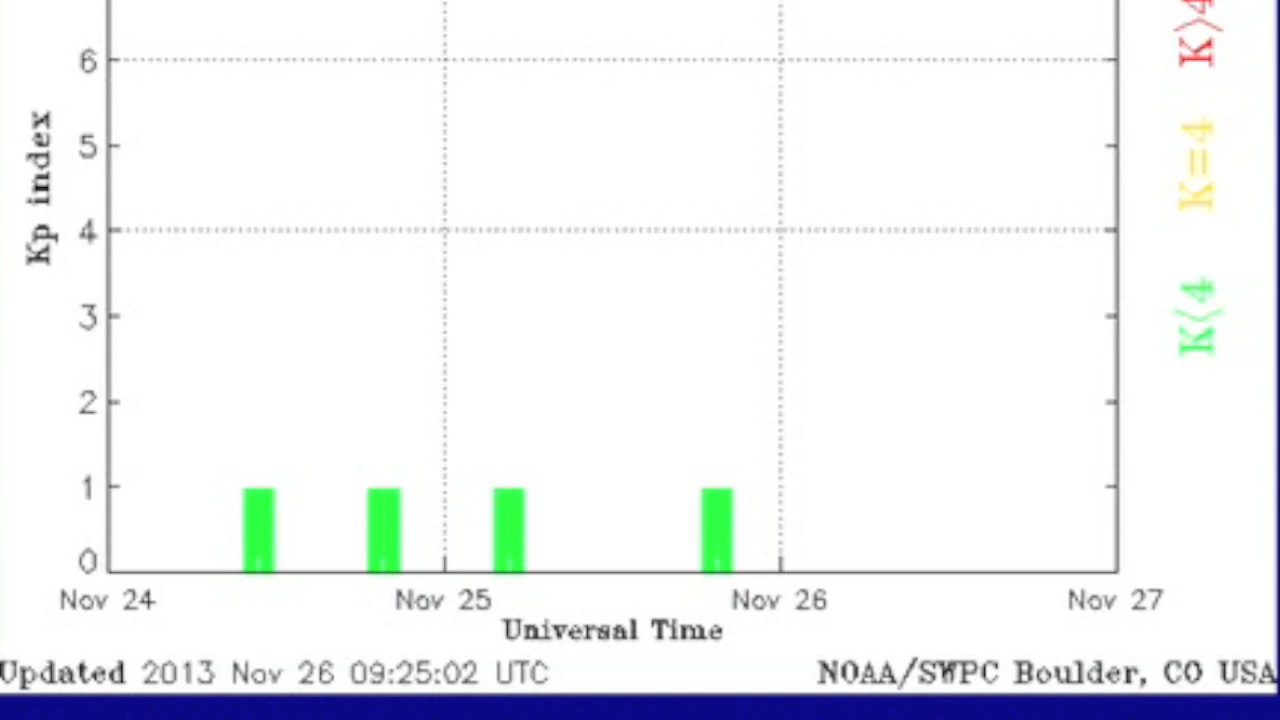 6
5
4
3
2
1
0
Kp index
K>4
K=4
K<4
Nov 24 Nov 25 Nov 26 Nov 27
Universal Time
Updated 2013 Nov 26 09:25:02 UTC NOAA/SWPC Boulder, CO USA